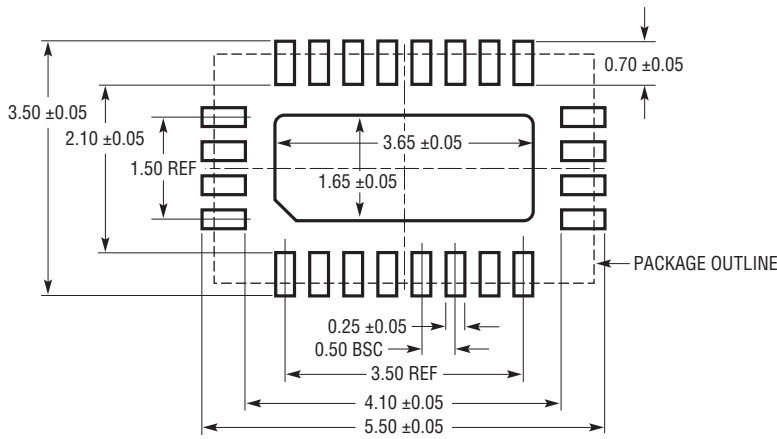 0.70 ±0.05
3.50 ±0.05
2.10 ±0.05
3.65 ±0.05
1.50 REF
1.65 ±0.05
PACKAGE OUTLINE
0.25 ±0.05
0.50 BSC
3.50 REF
4.10 ±0.05
5.50 ±0.05